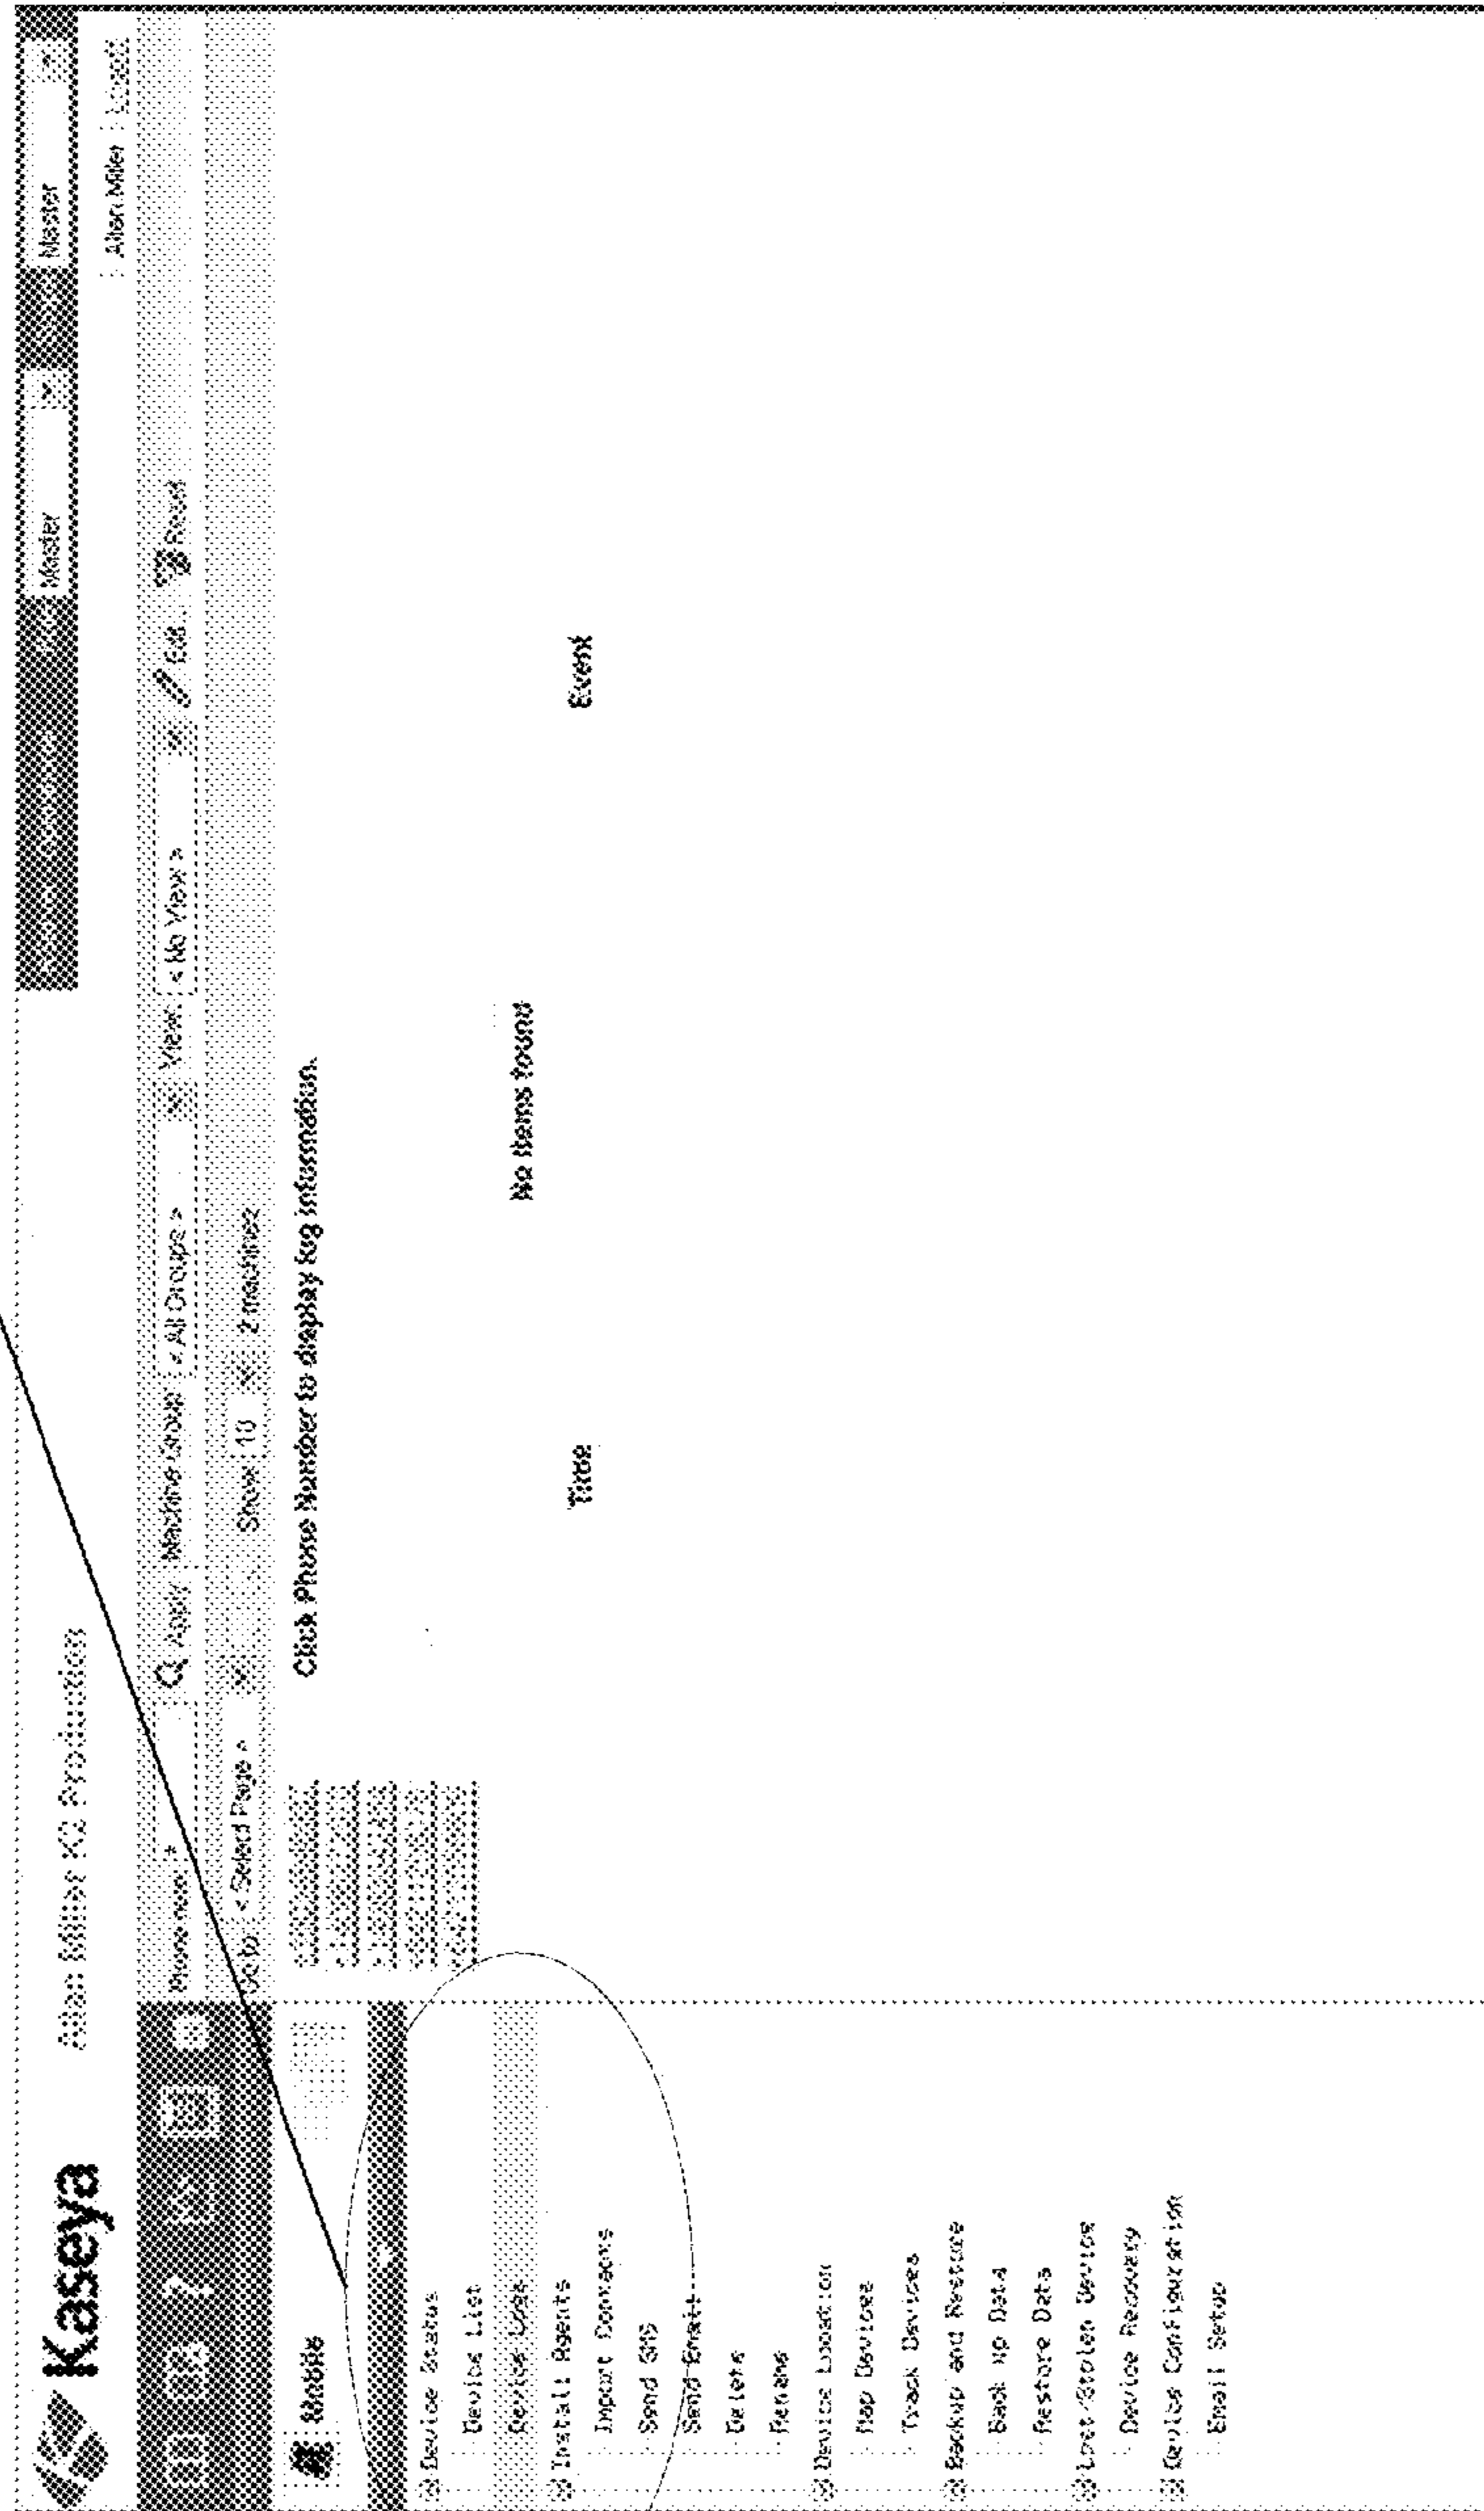 Kaseya
Allan Miller K2 Production
Master
Master
Allan Miller
Logoff
Apply
Machine Group:
< All Groups >
View:
< No View >
Edit...
Reset
Go to:
< Select Page >
Show 10
2 machines
Mobile
Click Phone Number to display log information.
No items found
Time
Event
Device Status
Device List
Device Logs
Install Agents
Import Contacts
Send SMS
Send Email
Delete
Rename
Device Location
Map Devices
Track Devices
Backup and Restore
Back Up Data
Restore Data
Lost/Stolen Device
Device Recovery
Device Configuration
Email Setup